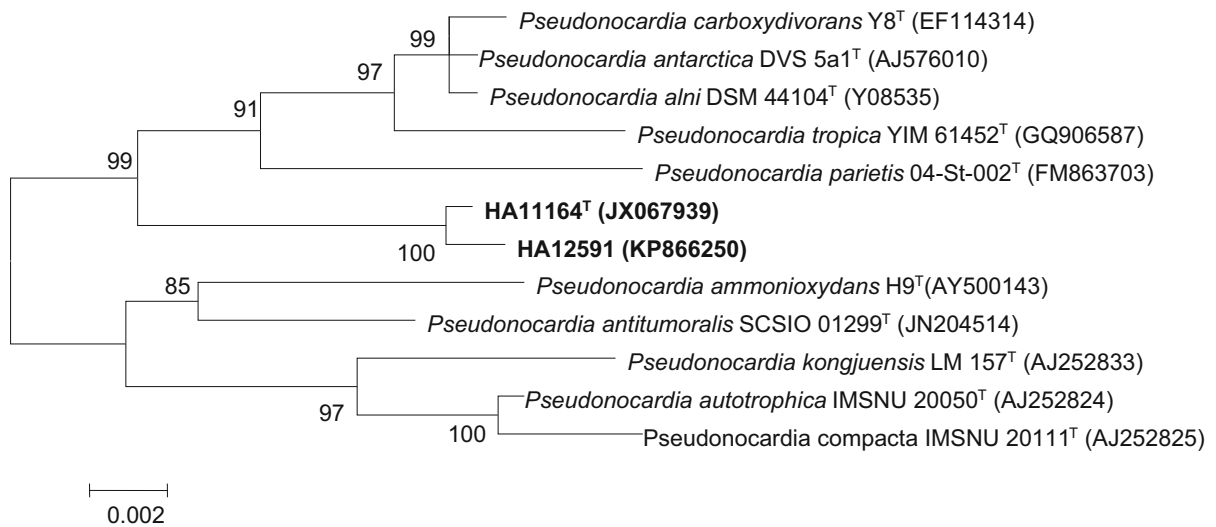 Pseudonocardia carboxydivorans Y8ᵀ (EF114314)
99
Pseudonocardia antarctica DVS 5a1ᵀ (AJ576010)
97
Pseudonocardia alni DSM 44104ᵀ (Y08535)
91
Pseudonocardia tropica YIM 61452ᵀ (GQ906587)
99
Pseudonocardia parietis 04-St-002ᵀ (FM863703)
HA11164ᵀ (JX067939)
HA12591 (KP866250)
100
85
Pseudonocardia ammonioxydans H9ᵀ(AY500143)
Pseudonocardia antitumoralis SCSIO 01299ᵀ (JN204514)
Pseudonocardia kongjuensis LM 157ᵀ (AJ252833)
Pseudonocardia autotrophica IMSNU 20050ᵀ (AJ252824)
97
100
Pseudonocardia compacta IMSNU 20111ᵀ (AJ252825)
0.002